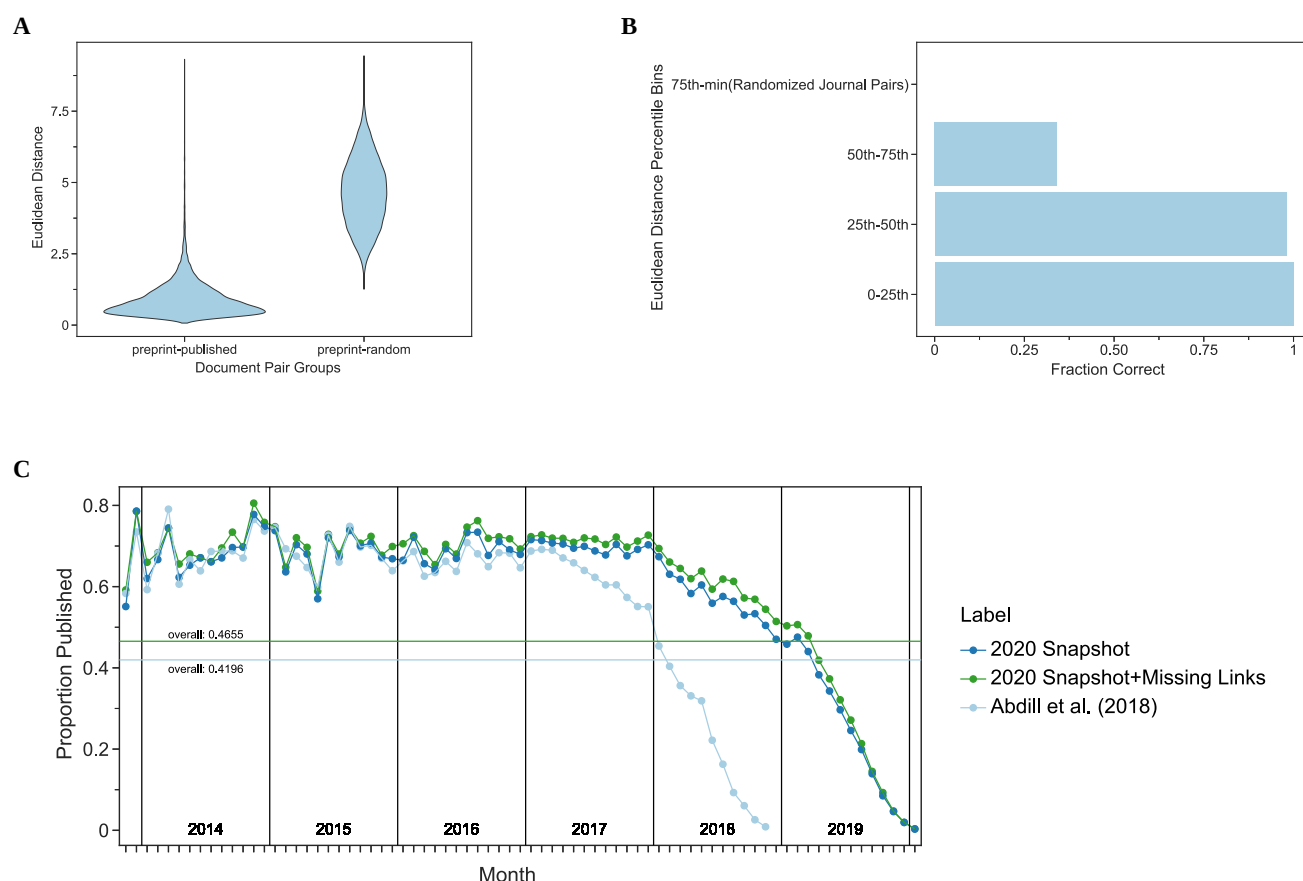 A
Euclidean Distance
7.5
5
2.5
0
preprint-published
preprint-random
Document Pair Groups
B
Euclidean Distance Percentile Bins
75th-min(Randomized Journal Pairs)
50th-75th
25th-50th
0-25th
0
0.25
0.50
0.75
1
Fraction Correct
C
Proportion Published
0.8
0.6
0.4
0.2
0
overall: 0.4655
overall: 0.4196
2014
2015
2016
2017
2018
2019
Month
Label
2020 Snapshot
2020 Snapshot+Missing Links
Abdill et al. (2018)